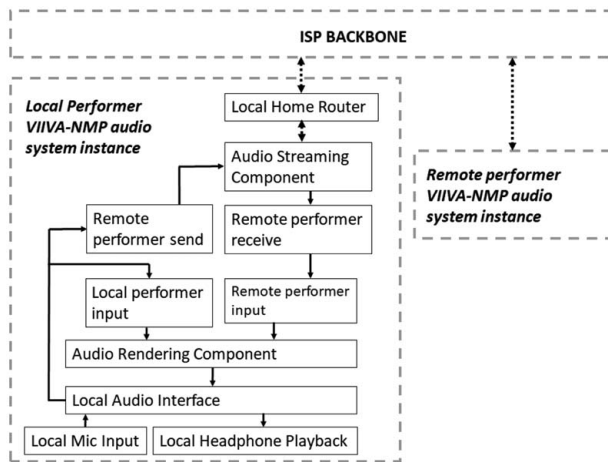 ISP BACKBONE
Local Performer
VIIVA-NMP audio
system instance
Local Home Router
Audio Streaming
Component
Remote performer
VIIVA-NMP audio
system instance
Remote
performer send
Remote performer
receive
Local performer
input
Remote performer
input
Audio Rendering Component
Local Audio Interface
Local Mic Input
Local Headphone Playback